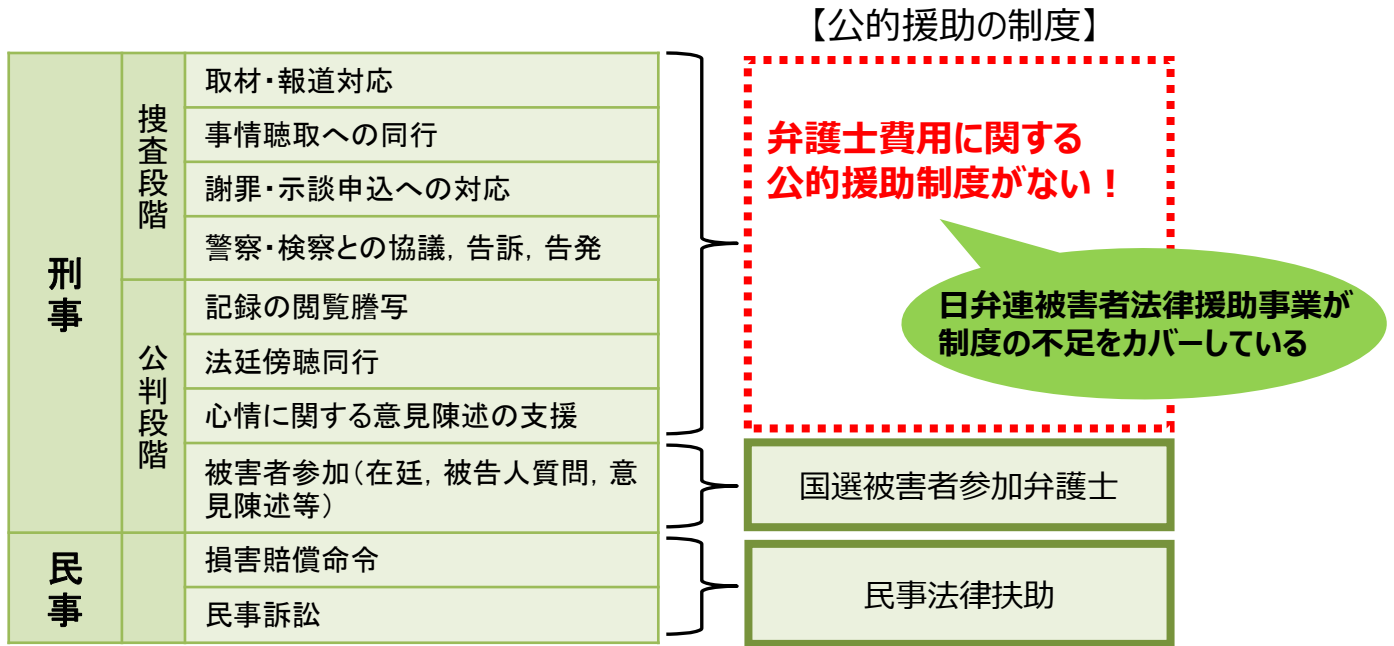 【公的援助の制度】
刑事
捜査段階
取材・報道対応
事情聴取への同行
謝罪・示談申込への対応
警察・検察との協議，告訴，告発
公判段階
記録の閲覧謄写
法廷傍聴同行
心情に関する意見陳述の支援
被害者参加（在廷，被告人質問，意
見陳述等）
民事
損害賠償命令
民事訴訟
弁護士費用に関する
公的援助制度がない！
日弁連被害者法律援助事業が
制度の不足をカバーしている
国選被害者参加弁護士
民事法律扶助